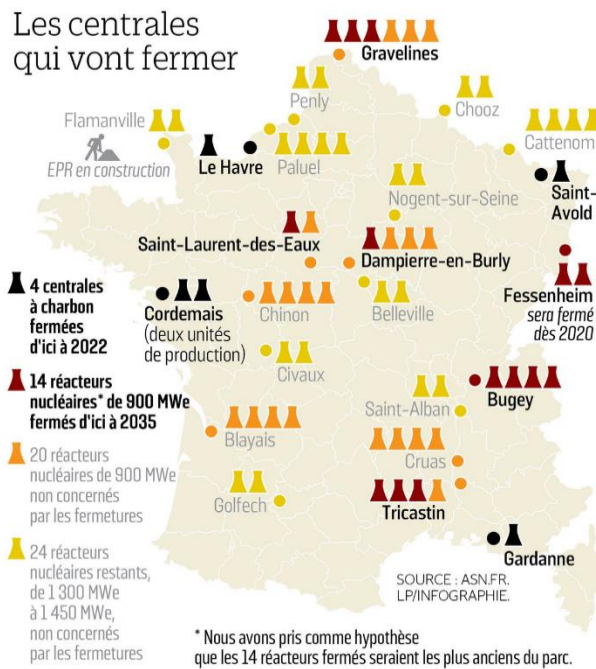 Les centrales
qui vont fermer
Gravelines
Penly
Chooz
Flamanville
EPR en construction
Le Havre
Paluel
Cattenom
Saint-
Avold
Nogent-sur-Seine
Saint-Laurent-des-Eaux
Dampierre-en-Burly
Fessenheim
sera fermé
dès 2020
4 centrales
à charbon
fermées
d'ici à 2022
Cordemais
(deux unités
de production)
Chinon
Belleville
Civaux
14 réacteurs
nucléaires* de 900 MWe
fermés d'ici à 2035
Saint-Alban
Bugey
Blayais
Cruas
20 réacteurs
nucléaires de 900 MWe
non concernés
par les fermetures
Golfech
Tricastin
Gardanne
24 réacteurs
nucléaires restants,
de 1 300 MWe
à 1 450 MWe,
non concernés
par les fermetures
SOURCE : ASN.FR.
LP/INFOGRAPHIE.
* Nous avons pris comme hypothèse
que les 14 réacteurs fermés seraient les plus anciens du parc.